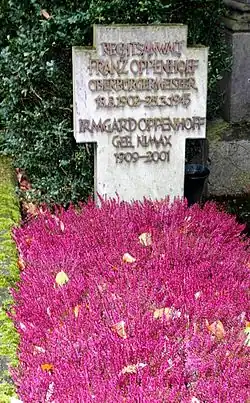 RECHTSANWALT
FRANZ OPPENHOFF
OBERBÜRGERMEISTER
18.8.1902-25.3.1945
IRMGARD OPPENHOFF
GEB. NIMAX
1909-2001